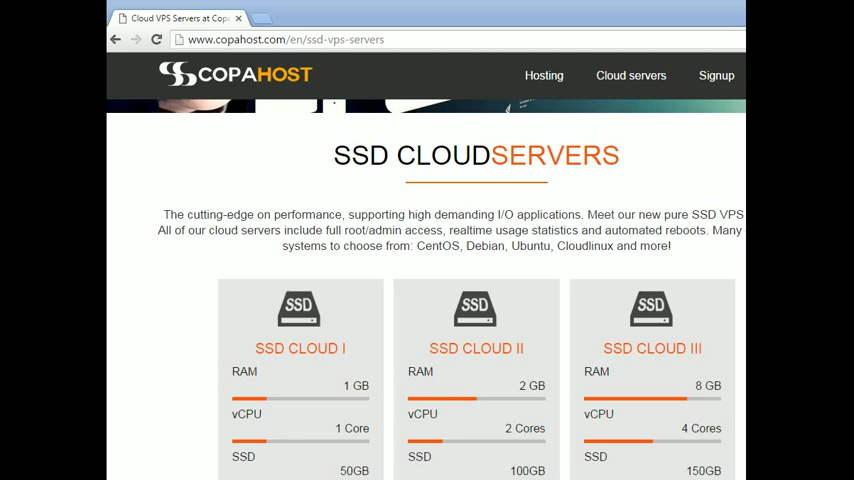 Cloud VPS Servers at Copa
www.copahost.com/en/ssd-vps-servers
COPAHOST
Hosting
Cloud servers
Signup
SSD CLOUDSERVERS
The cutting-edge on performance, supporting high demanding I/O applications. Meet our new pure SSD VPS
All of our cloud servers include full root/admin access, realtime usage statistics and automated reboots. Many
systems to choose from: CentOS, Debian, Ubuntu, Cloudlinux and more!
SSD
SSD CLOUD I
RAM
1 GB
vCPU
1 Core
SSD
50GB
SSD
SSD CLOUD II
RAM
2 GB
vCPU
2 Cores
SSD
100GB
SSD
SSD CLOUD III
RAM
8 GB
vCPU
4 Cores
SSD
150GB